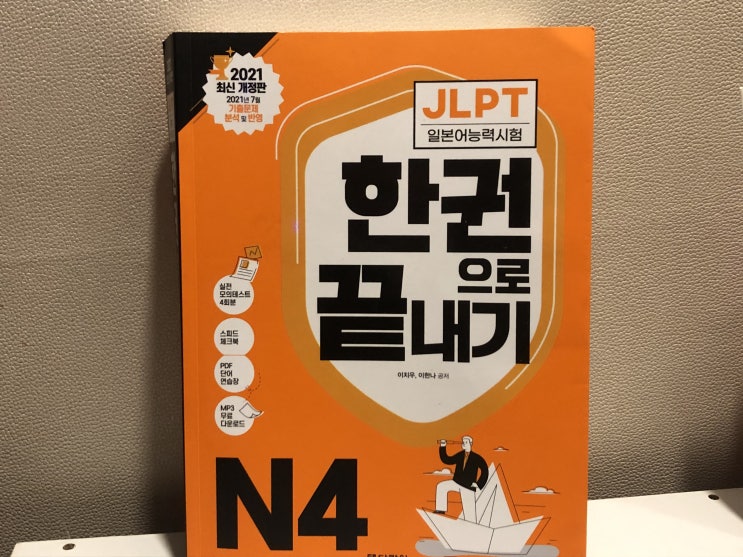 2021
최신 개정판
2021년 7월
기출문제
분석 및 반영
JLPT
일본어능력시험
한권
으로
끝내기
이치우, 이한나 공저
실전
모의테스트
4회분
스피드
체크북
PDF
단어
연습장
MP3
무료
다운로드
N4